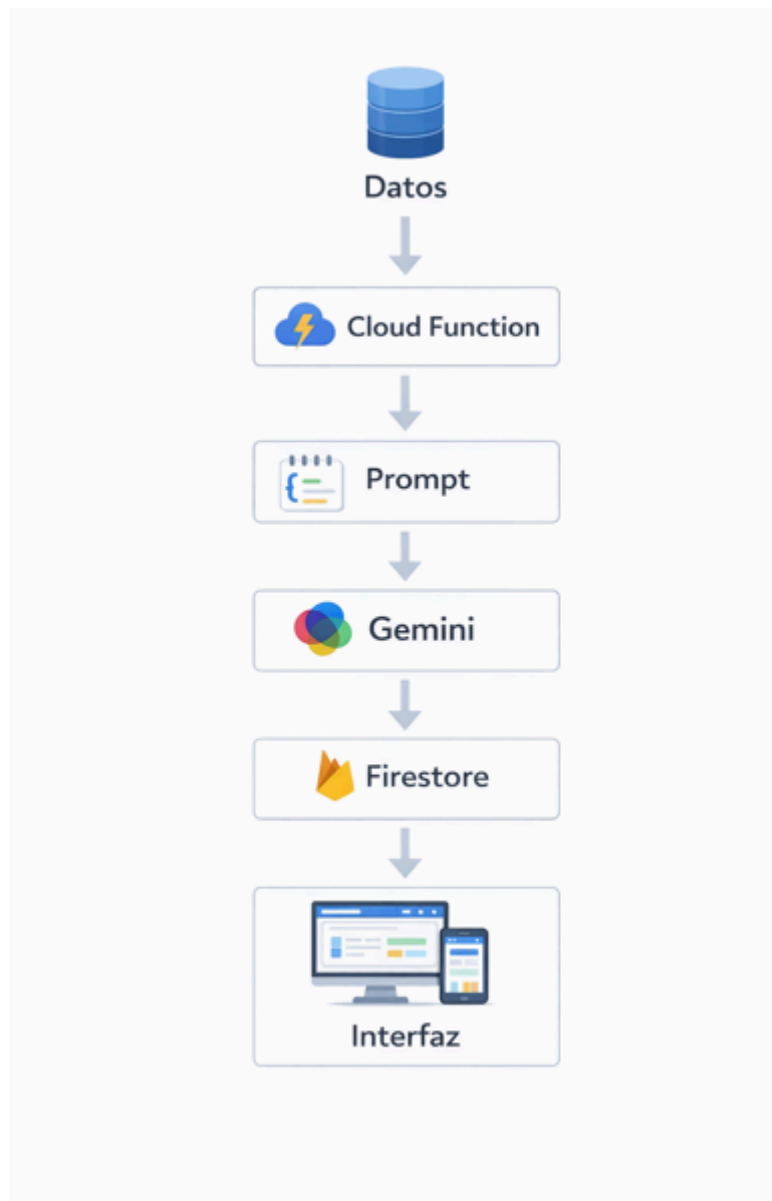 Datos
Cloud Function
Prompt
Gemini
Firestore
Interfaz